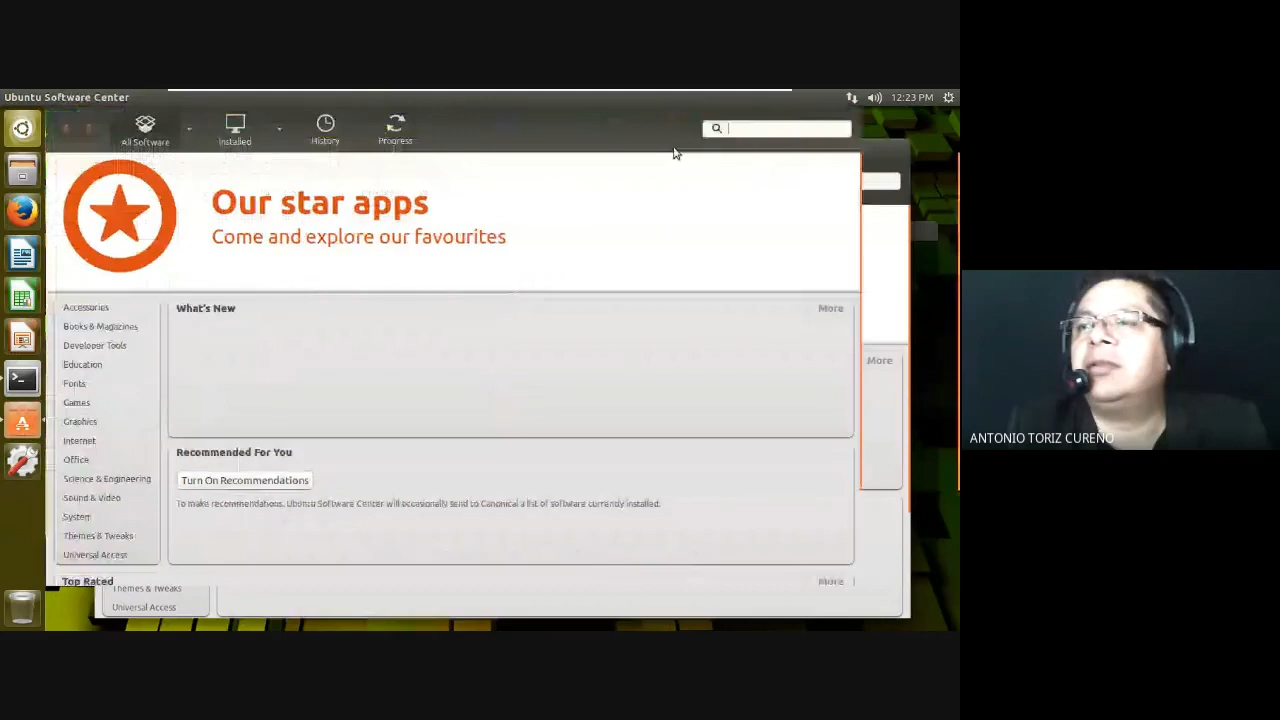 Ubuntu Software Center
12:23 PM
All Software
Installed
History
Progress
Our star apps
Come and explore our favourites
Accessories
Books & Magazines
Developer Tools
Education
Fonts
Games
Graphics
Internet
Office
Science & Engineering
Sound & Video
System
Themes & Tweaks
Universal Access
What's New
More
More
Recommended For You
Turn On Recommendations
To make recommendations, Ubuntu Software Center will occasionally send to Canonical a list of software currently installed.
Top Rated
More
Themes & Tweaks
Universal Access
ANTONIO TORIZ CUREÑO